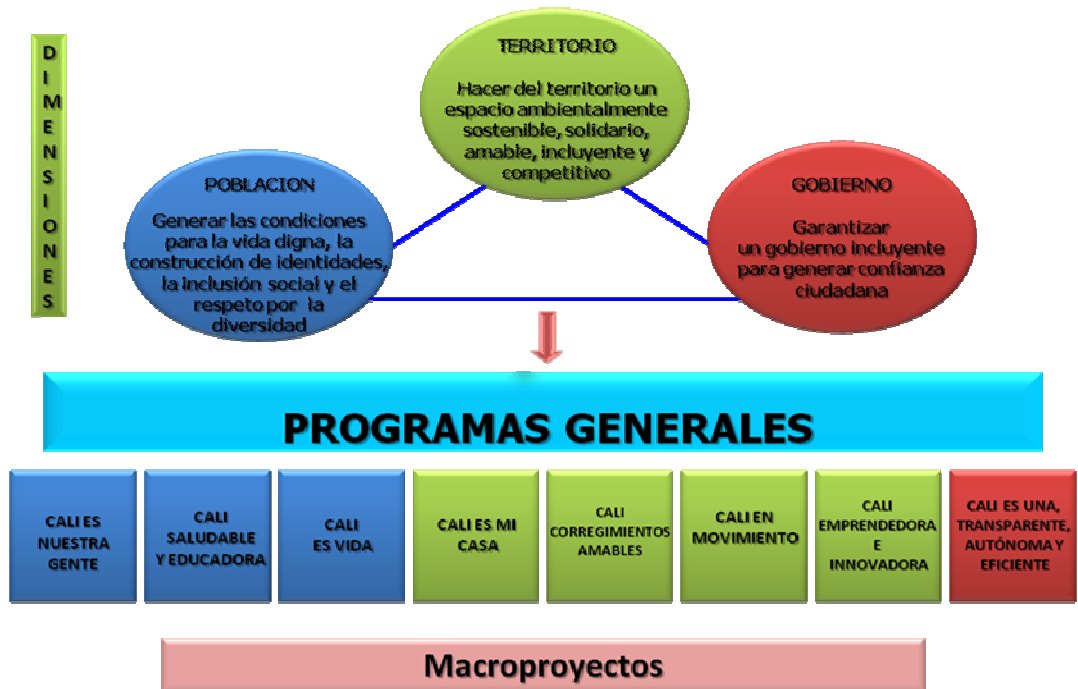 DIMENSIONES
TERRITORIO
Hacer del territorio un
espacio ambientalmente
sostenible, solidario,
amable, incluyente y
competitivo
POBLACION
Generar las condiciones
para la vida digna, la
construcción de identidades,
la inclusión social y el
respeto por la
diversidad
GOBIERNO
Garantizar
un gobierno incluyente
para generar confianza
ciudadana
PROGRAMAS GENERALES
CALI ES
NUESTRA
GENTE
CALI
SALUDABLE
Y EDUCADORA
CALI
ES VIDA
CALI ES MI
CASA
CALI
CORREGIMIENTOS
AMABLES
CALI EN
MOVIMIENTO
CALI
EMPRENDEDORA
E
INNOVADORA
CALI ES UNA,
TRANSPARENTE,
AUTÓNOMA Y
EFICIENTE
Macroproyectos